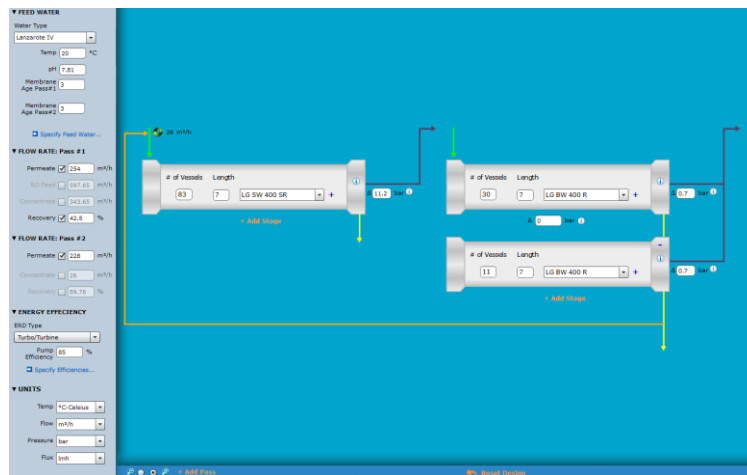 ▼ FEED WATER
Water Type
Lanzarote IV
Temp 20 °C
pH 7.81
Membrane
Age Pass#1 3
Membrane
Age Pass#2 3
Specify Feed Water...
▼ FLOW RATE: Pass #1
Permeate 254 m³/h
RO Feed 597.65 m³/h
Concentrate 343.65 m³/h
Recovery 42.5 %
▼ FLOW RATE: Pass #2
Permeate 228 m³/h
Concentrate 26 m³/h
Recovery 89.76 %
▼ ENERGY EFFECIENCY
ERD Type
Turbo/Turbine
Pump
Efficiency 85 %
Specify Efficiencies...
▼ UNITS
Temp °C-Celsius
Flow m³/h
Pressure bar
Flux lmh
26 m³/h
# of Vessels Length
83 7 LG SW 400 SR +
Δ 11.2 bar
+ Add Stage
# of Vessels Length
30 7 LG BW 400 R +
Δ 0.7 bar
Δ 0 bar
# of Vessels Length
11 7 LG BW 400 R +
Δ 0.7 bar
+ Add Stage
+ Add Pass
Reset Design